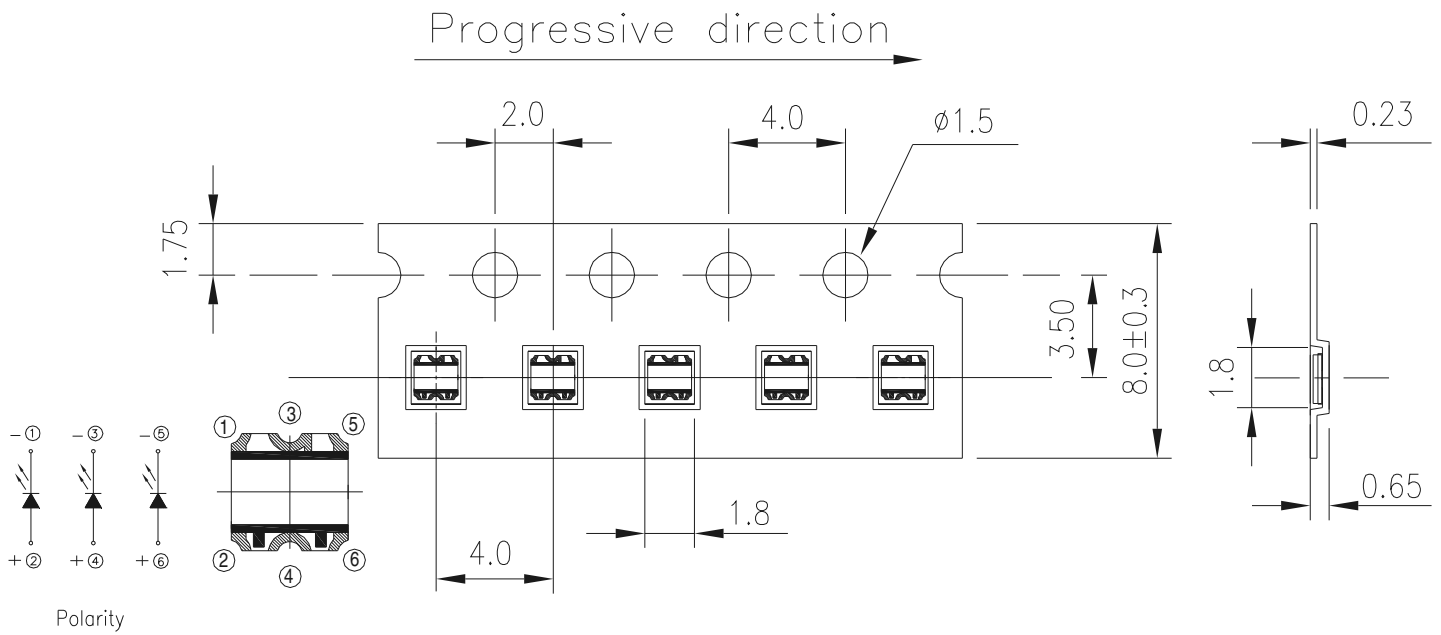 Progressive direction
2.0
4.0
ø1.5
0.23
1.75
3.50
8.0±0.3
1.8
0.65
1.8
4.0
-① -③ -⑤
+② +④ +⑥
① ③ ⑤
② ④ ⑥
Polarity